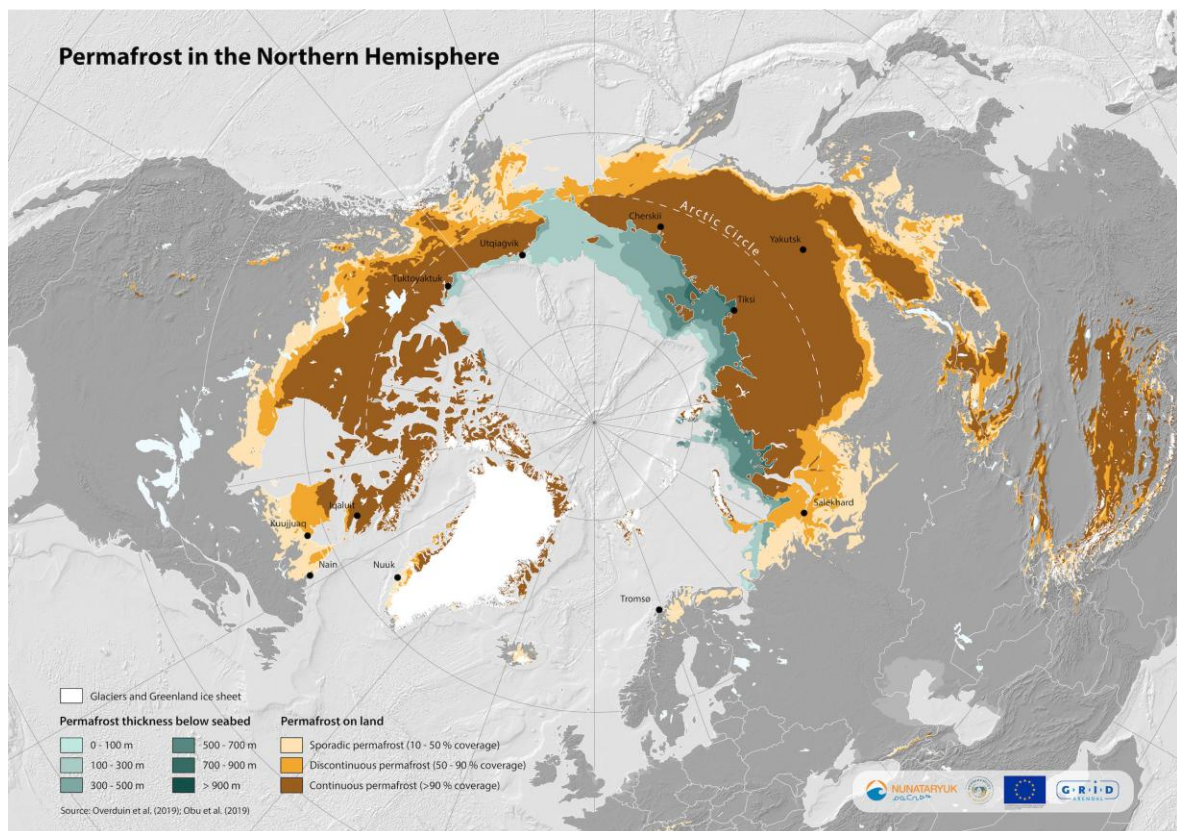 Permafrost in the Northern Hemisphere
Arctic Circle
Cherskii
Yakutsk
Utqiaġvik
Tuktoyaktuk
Tiksi
Iqaluit
Salekhard
Kuujjuaq
Nain
Nuuk
Tromsø
Glaciers and Greenland ice sheet
Permafrost thickness below seabed
0 - 100 m
100 - 300 m
300 - 500 m
500 - 700 m
700 - 900 m
> 900 m
Permafrost on land
Sporadic permafrost (10 - 50 % coverage)
Discontinuous permafrost (50 - 90 % coverage)
Continuous permafrost (>90 % coverage)
Source: Overduin et al, (2019); Obu et al. (2019)
NUNATARYUK
GRID
ARENDAL